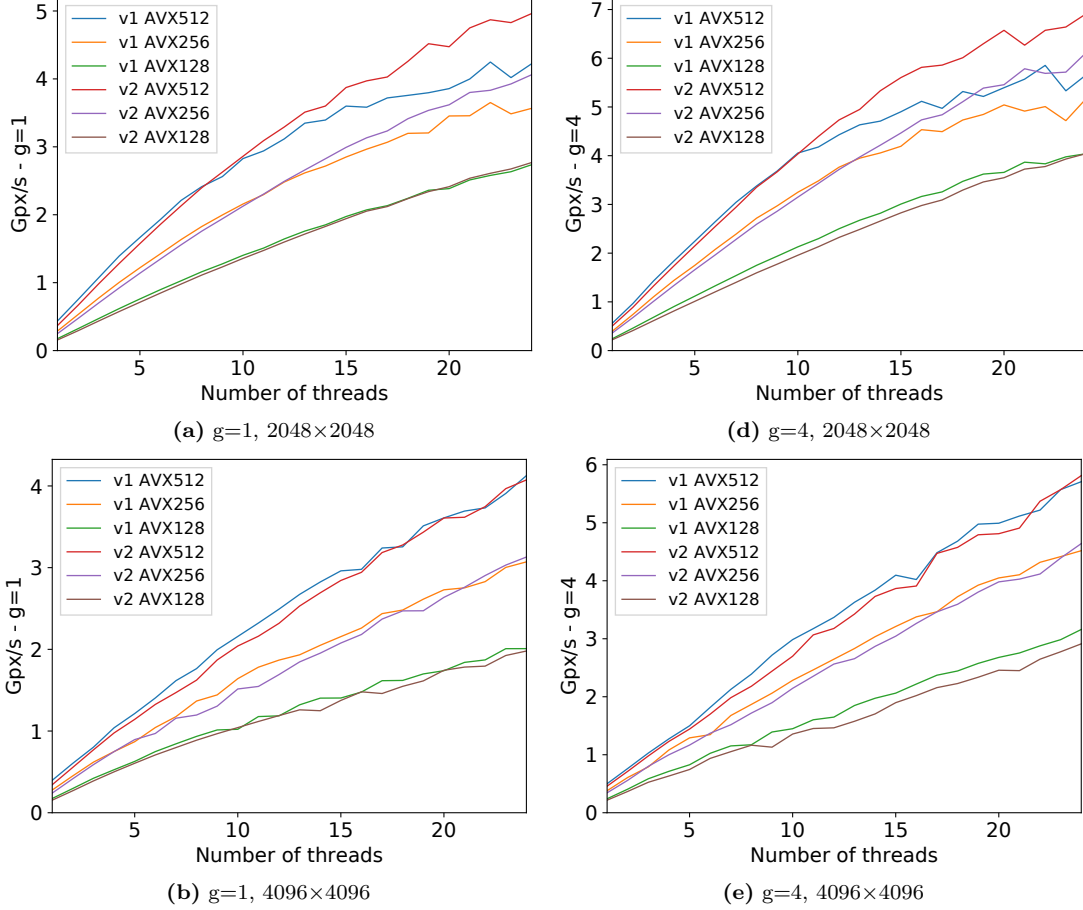 5
4
3
2
1
0
Gpx/s - g=1
v1 AVX512
v1 AVX256
v1 AVX128
v2 AVX512
v2 AVX256
v2 AVX128
5 10 15 20
Number of threads
(a) g=1, 2048×2048
7
6
5
4
3
2
1
0
Gpx/s - g=4
v1 AVX512
v1 AVX256
v1 AVX128
v2 AVX512
v2 AVX256
v2 AVX128
5 10 15 20
Number of threads
(d) g=4, 2048×2048
4
3
2
1
0
Gpx/s - g=1
v1 AVX512
v1 AVX256
v1 AVX128
v2 AVX512
v2 AVX256
v2 AVX128
5 10 15 20
Number of threads
(b) g=1, 4096×4096
6
5
4
3
2
1
0
Gpx/s - g=4
v1 AVX512
v1 AVX256
v1 AVX128
v2 AVX512
v2 AVX256
v2 AVX128
5 10 15 20
Number of threads
(e) g=4, 4096×4096